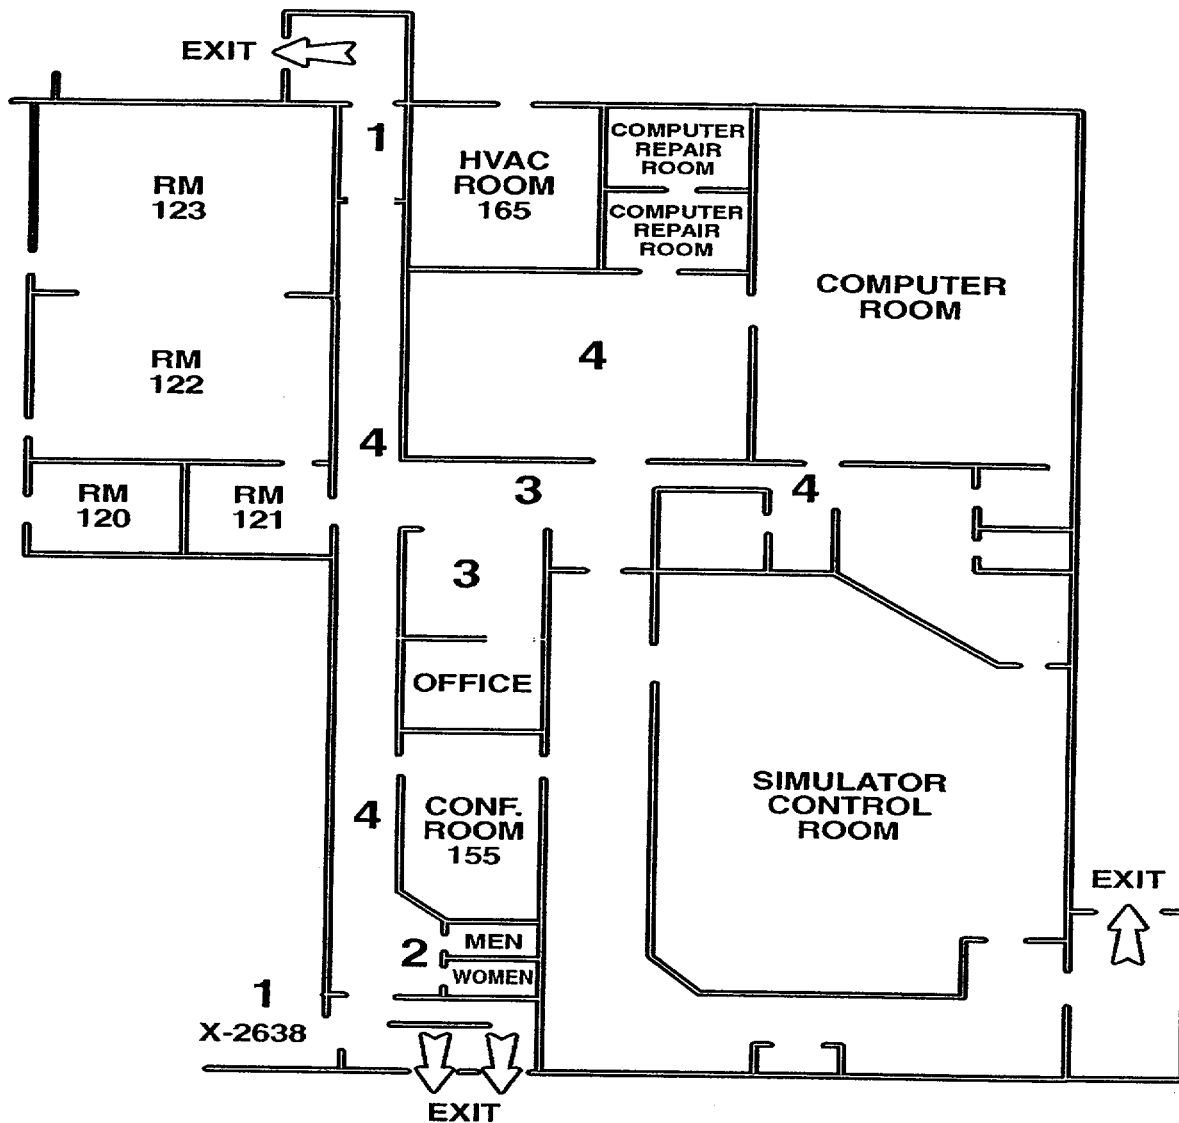 EXIT
1
COMPUTER
REPAIR
ROOM
HVAC
ROOM
165
RM
123
COMPUTER
REPAIR
ROOM
COMPUTER
ROOM
4
RM
122
4
3
4
RM
120
RM
121
3
OFFICE
SIMULATOR
CONTROL
ROOM
4
CONF.
ROOM
155
EXIT
2
MEN
WOMEN
1
X-2638
EXIT